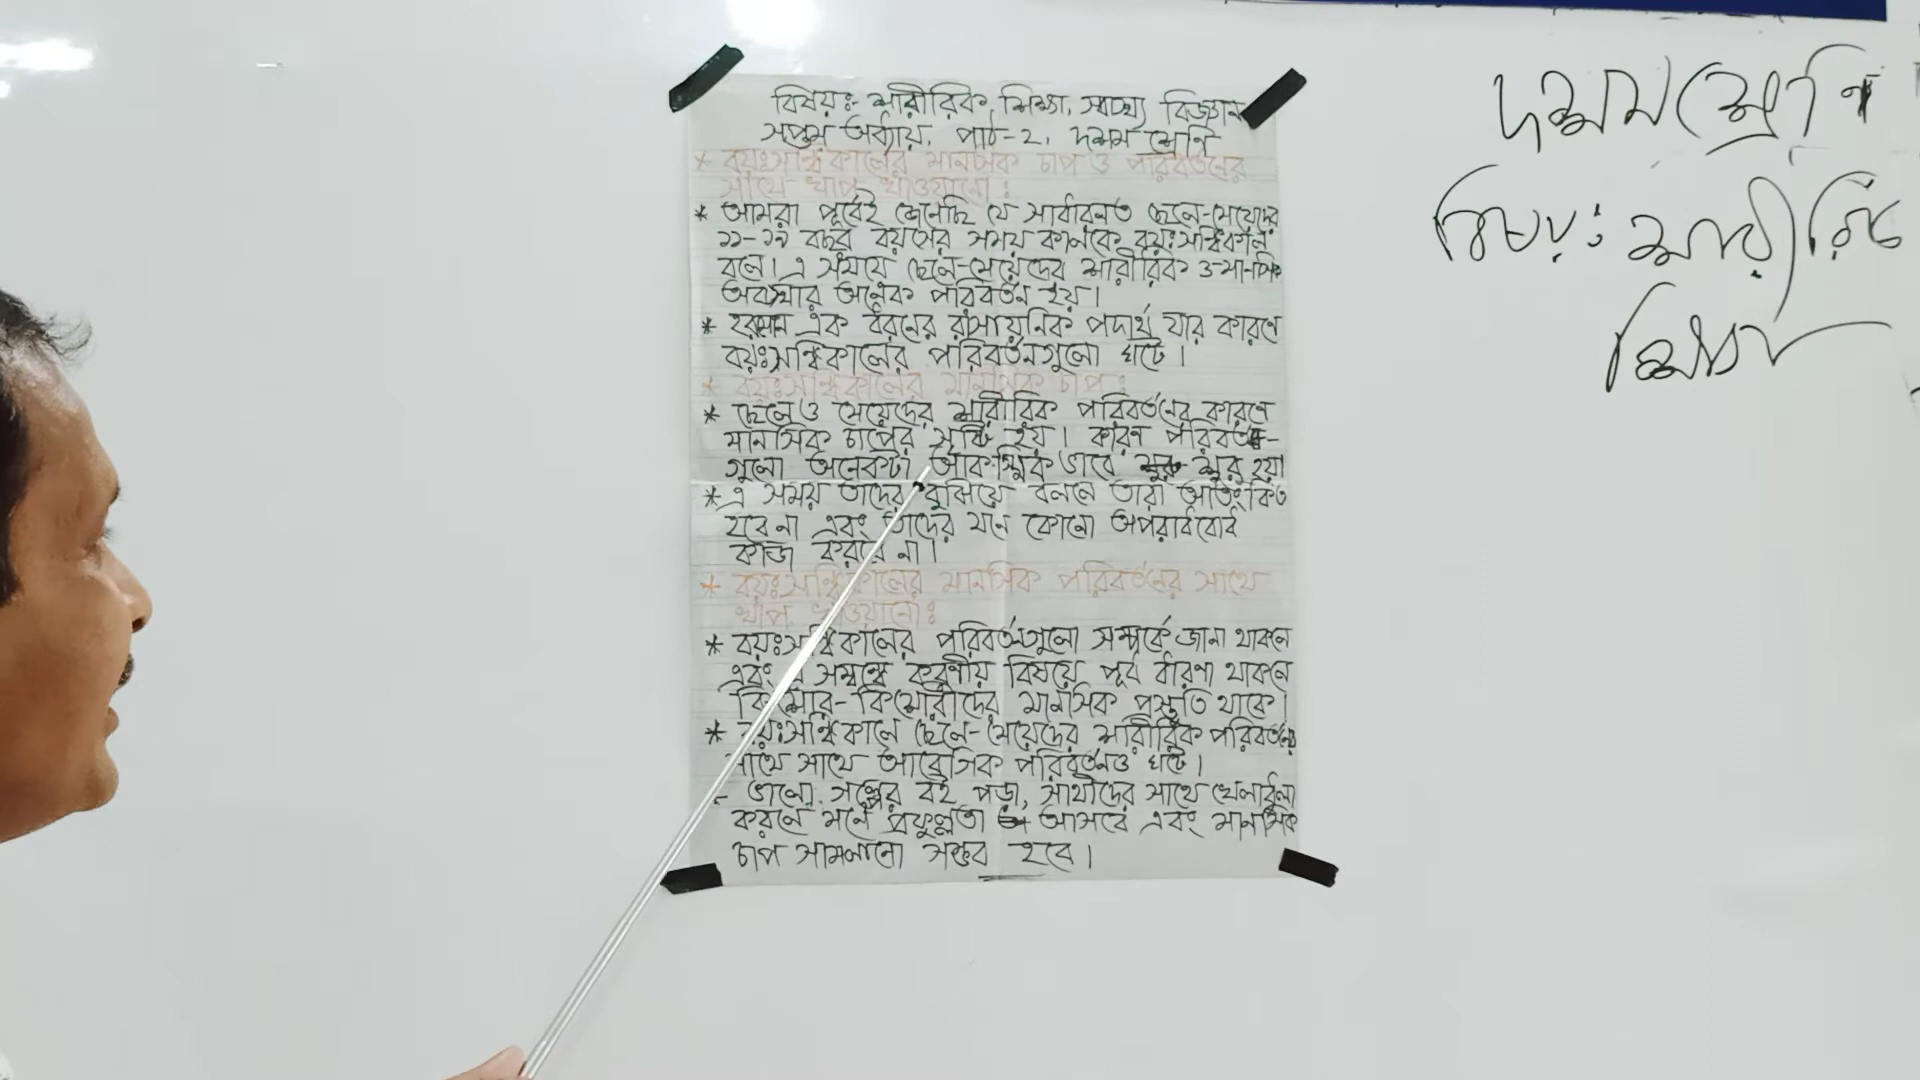 বিষয়ঃ- শারীরিক শিক্ষা, স্বাস্থ্য বিজ্ঞান
সপ্তম অধ্যায়, পাঠ-২, দশম শ্রেণি
* বয়ঃসন্ধিকালের মানসিক চাপ ও পরিবর্তনের
সাথে খাপ খাওয়ানো:
* আমরা পূর্বেই জেনেছি যে সাধারনত ছেলে-মেয়েদের
১১-১৯ বছর বয়সের সময় কালকে বয়ঃসন্ধিকাল
বলে। এ সময়ে ছেলে-মেয়েদের শারীরিক ও মানসিক
অবস্থার অনেক পরিবর্তন হয়।
* হরমোন এক ধরনের রাসায়নিক পদার্থ যার কারণে
বয়ঃসন্ধিকালের পরিবর্তনগুলো ঘটে।
* বয়ঃসন্ধিকালের মানসিক চাপ:
* ছেলে ও মেয়েদের শারীরিক পরিবর্তনের কারণে
মানসিক চাপের সৃষ্টি হয়। কারণ পরিবর্তন-
গুলো অনেকটা আকস্মিক ভাবে শুরু হয়।
* এ সময় তাদের বুঝিয়ে বললে তারা আতংকিত
হবে না এবং তাদের মনে কোনো অপরাধবোধ
কাজ করবে না।
* বয়ঃসন্ধিকালের মানসিক পরিবর্তনের সাথে
খাপ খাওয়ানো:
* বয়ঃসন্ধিকালের পরিবর্তনগুলো সম্পর্কে জানা থাকলে
এবং এ সম্বন্ধে করণীয় বিষয়ে পূর্ব ধারণা থাকলে
কিশোর-কিশোরীদের মানসিক প্রস্তুতি থাকে।
* বয়ঃসন্ধিকালে ছেলে-মেয়েদের শারীরিক পরিবর্তনের
সাথে সাথে আবেগিক পরিবর্তনও ঘটে।
- ভালো গল্পের বই পড়া, সাথীদের সাথে খেলাধুলা
করলে মনে প্রফুল্লতা আসবে এবং মানসিক
চাপ সামলানো সম্ভব হবে।
দশম শ্রেণি
বিষয়: শারীরিক
শিক্ষা